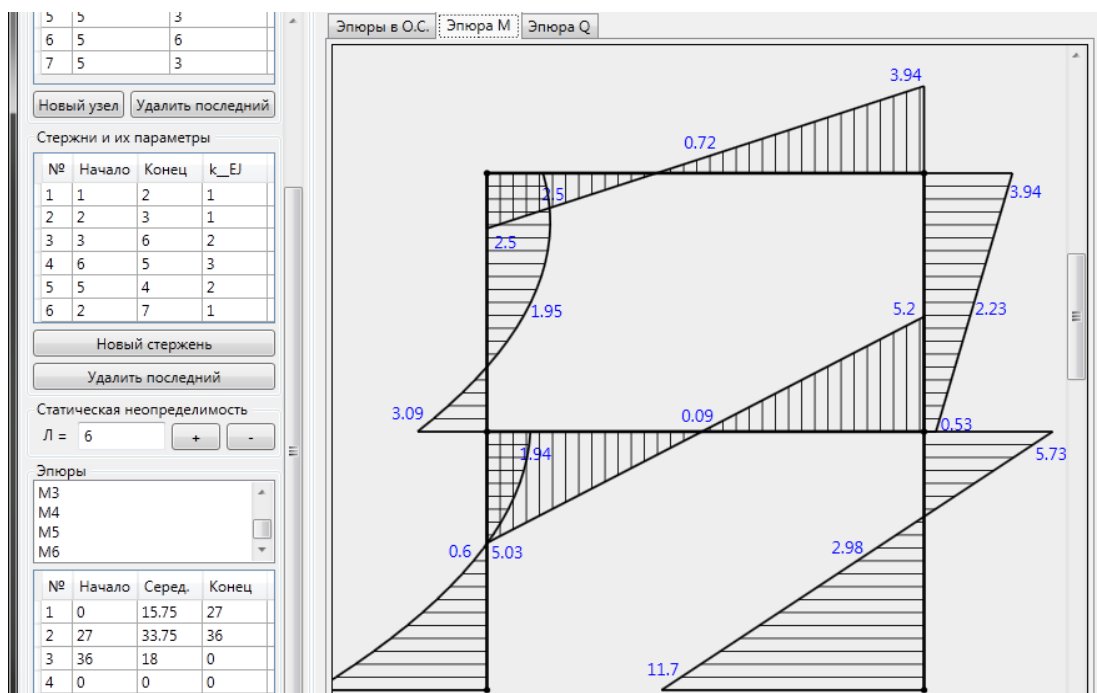 5 5 3
6 5 6
7 5 3
Новый узел Удалить последний
Стержни и их параметры
№ Начало Конец k__EJ
1 1 2 1
2 2 3 1
3 3 6 2
4 6 5 3
5 5 4 2
6 2 7 1
Новый стержень
Удалить последний
Статическая неопределимость
Л = 6 + -
Эпюры
M3
M4
M5
M6
№ Начало Серед. Конец
1 0 15.75 27
2 27 33.75 36
3 36 18 0
4 0 0 0
Эпюры в О.С. Эпюра M Эпюра Q
3.94
0.72
2.5
3.94
2.5
1.95
5.2
2.23
3.09
0.09
0.53
1.94
5.73
0.6
5.03
2.98
11.7